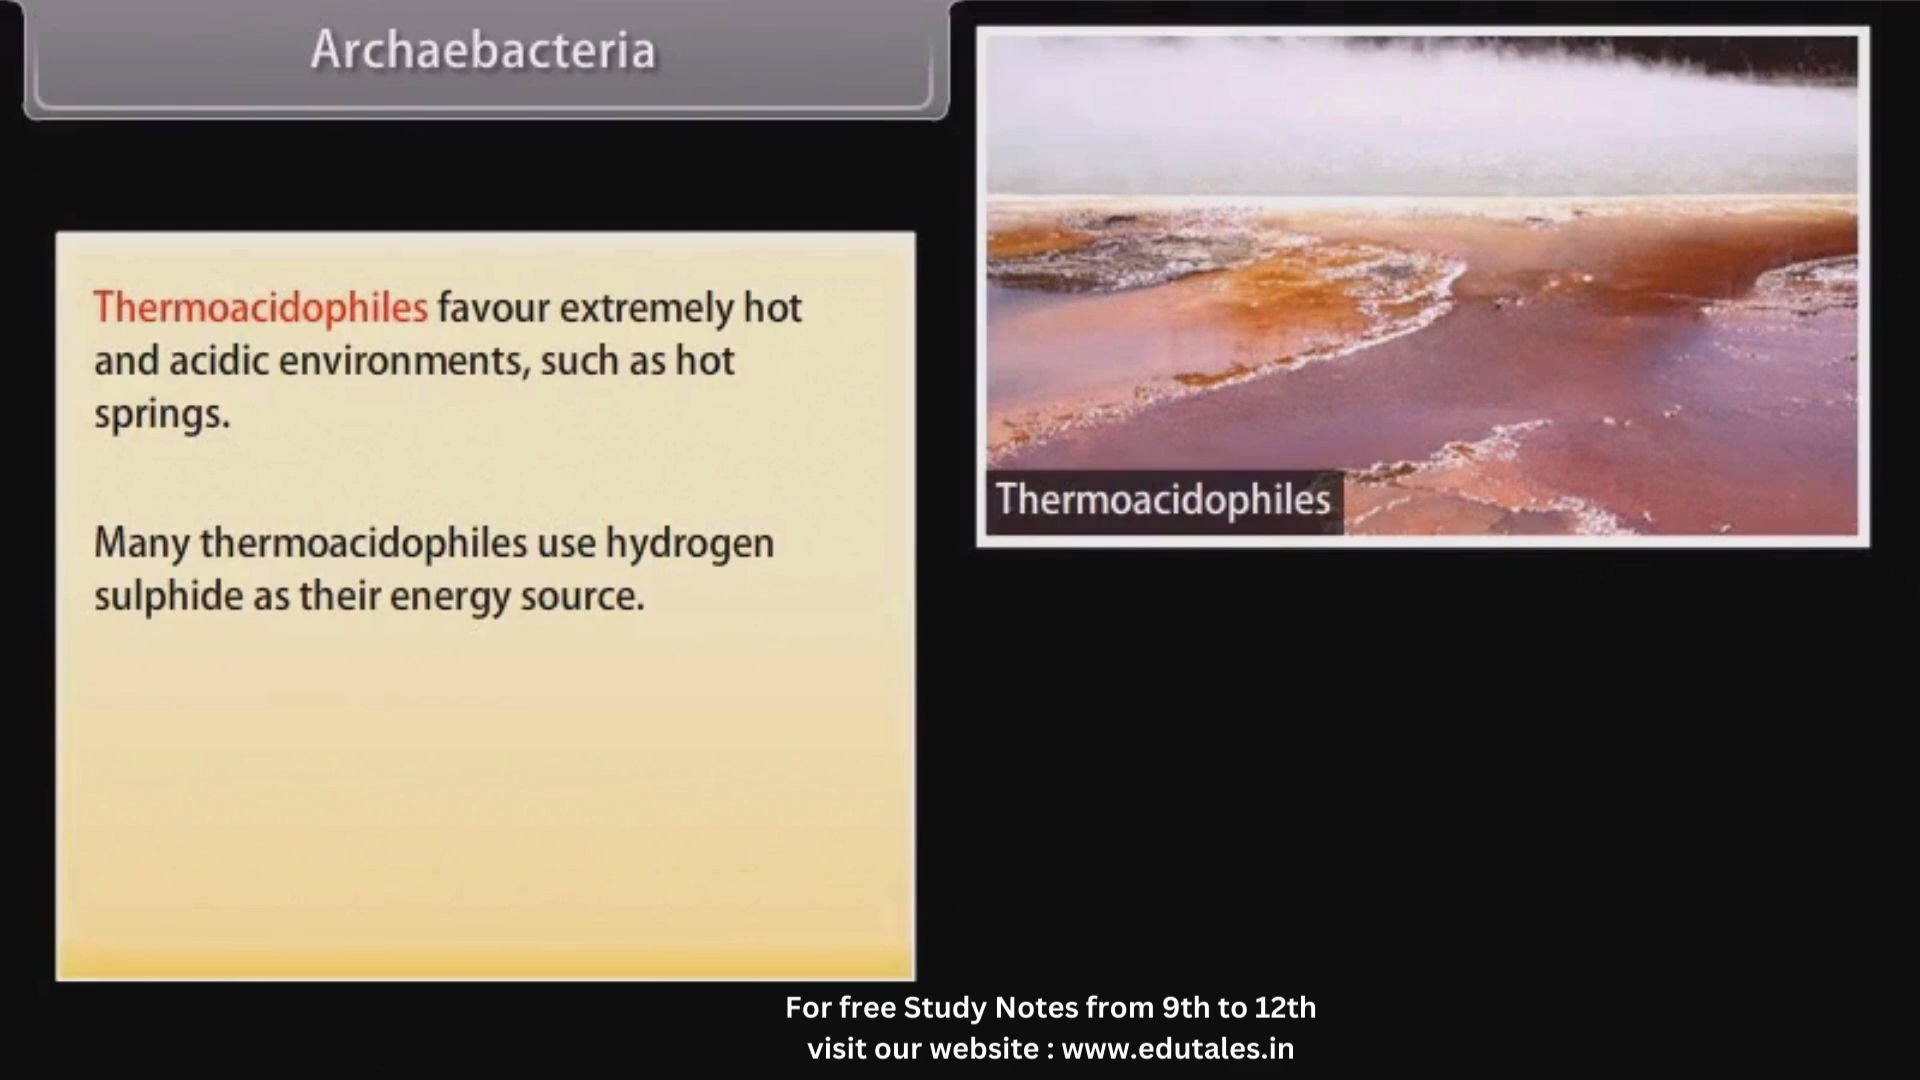 Archaebacteria
Thermoacidophiles favour extremely hot
and acidic environments, such as hot
springs.
Many thermoacidophiles use hydrogen
sulphide as their energy source.
Thermoacidophiles
For free Study Notes from 9th to 12th
visit our website : www.edutales.in